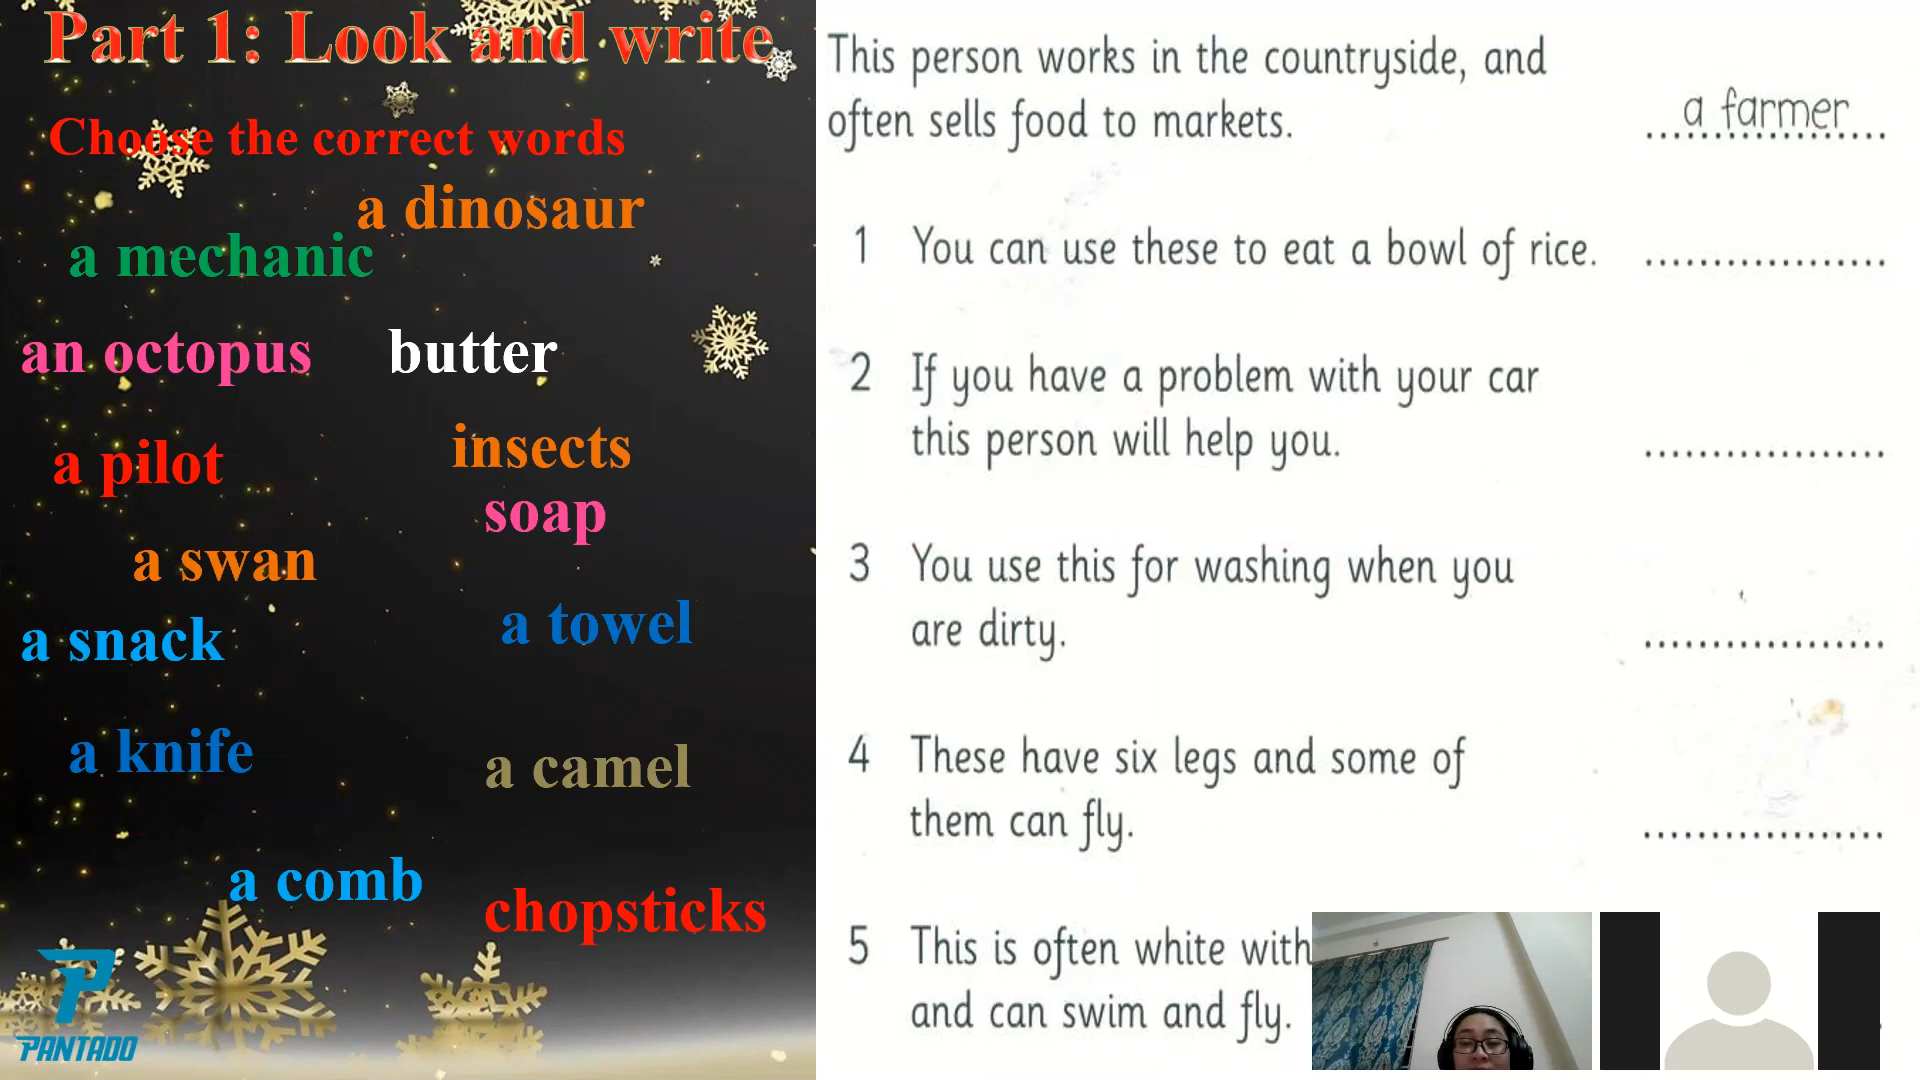 Part 1: Look and write
Choose the correct words
a dinosaur
a mechanic
an octopus
butter
a pilot
insects
soap
a swan
a towel
a snack
a knife
a camel
a comb
chopsticks
PANTADO
This person works in the countryside, and
often sells food to markets.
a farmer
1 You can use these to eat a bowl of rice. ..................
2 If you have a problem with your car
this person will help you. ..................
3 You use this for washing when you
are dirty. ..................
4 These have six legs and some of
them can fly. ..................
5 This is often white with
and can swim and fly.